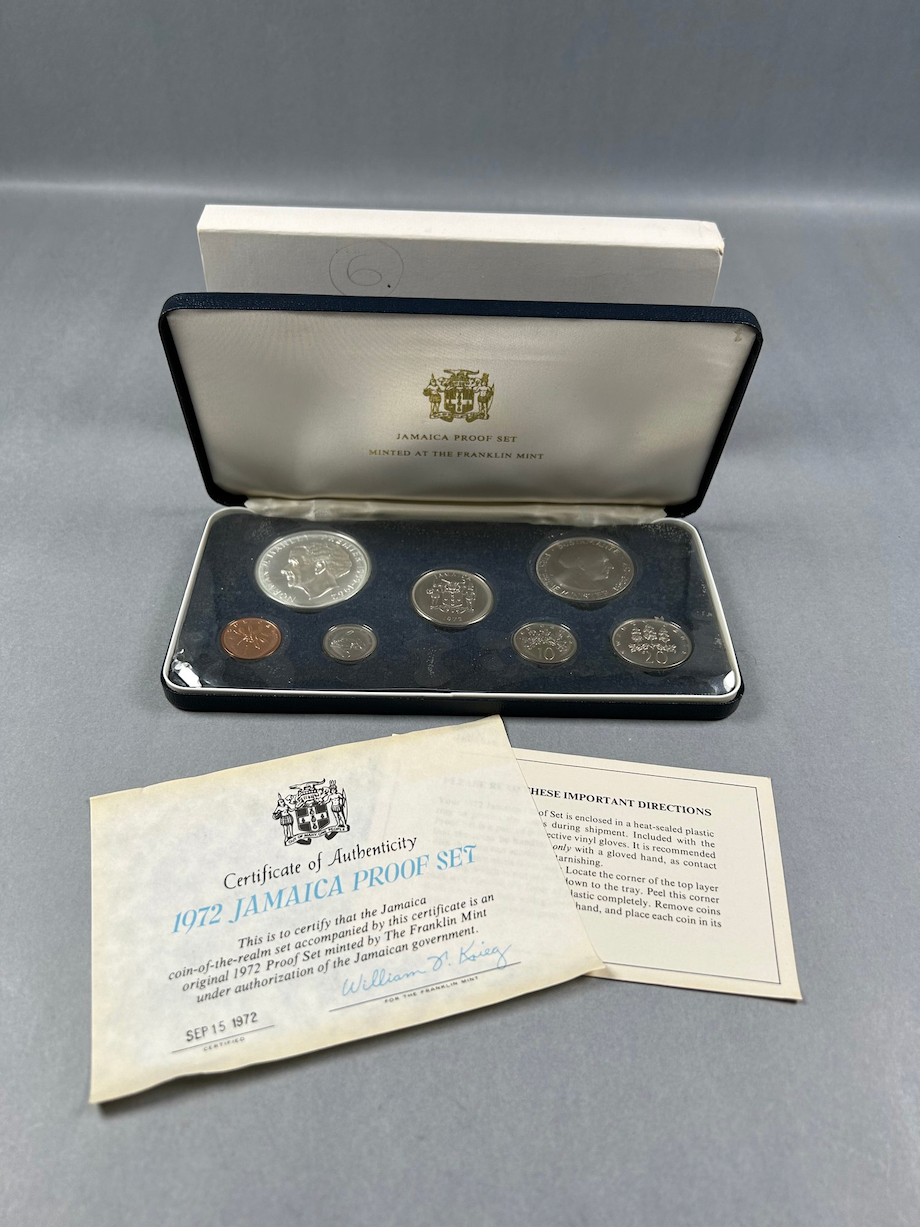 6
JAMAICA PROOF SET
MINTED AT THE FRANKLIN MINT
1972
10
20
Certificate of Authenticity
1972 JAMAICA PROOF SET
This is to certify that the Jamaica
coin-of-the-realm set accompanied by this certificate is an
original 1972 Proof Set minted by The Franklin Mint
under authorization of the Jamaican government.
William F. Krieg
FOR THE FRANKLIN MINT
SEP 15 1972
CERTIFIED
THESE IMPORTANT DIRECTIONS
of Set is enclosed in a heat-sealed plastic
during shipment. Included with the
vinyl gloves. It is recommended
only with a gloved hand, as contact
tarnishing.
Locate the corner of the top layer
down to the tray. Peel this corner
plastic completely. Remove coins
hand, and place each coin in its